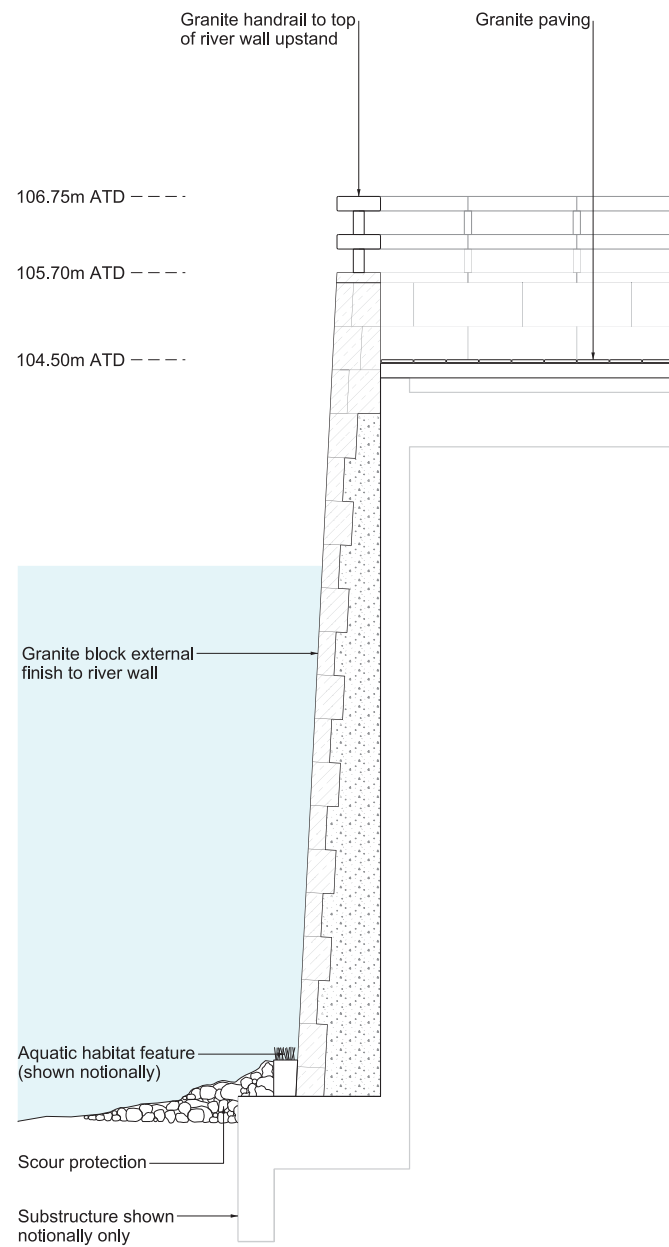 Granite handrail to top
of river wall upstand
Granite paving
106.75m ATD
105.70m ATD
104.50m ATD
Granite block external
finish to river wall
Aquatic habitat feature
(shown notionally)
Scour protection
Substructure shown
notionally only